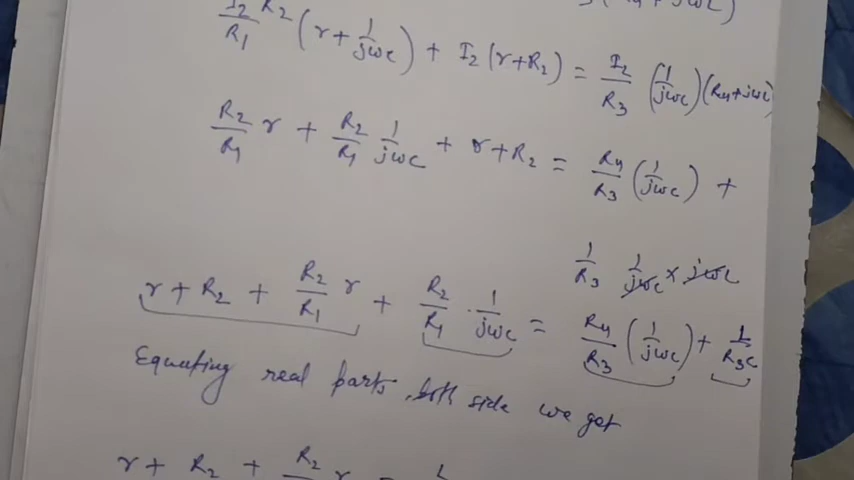 I₂/R₁ R₂ (r + 1/jωc) + I₂(r+R₂) = I₂/R₃ (1/jωc)(R₄+jωL)
R₂/R₁ r + R₂/R₁ 1/jωc + r+R₂ = R₄/R₃ (1/jωc) +
1/R₃ 1/jωc × jωL
r + R₂ + R₂/R₁ r + R₂/R₁ · 1/jωc = R₄/R₃ (1/jωc) + L/R₃c
Equating real parts both side we get
r + R₂ + R₂/R₁ r = L